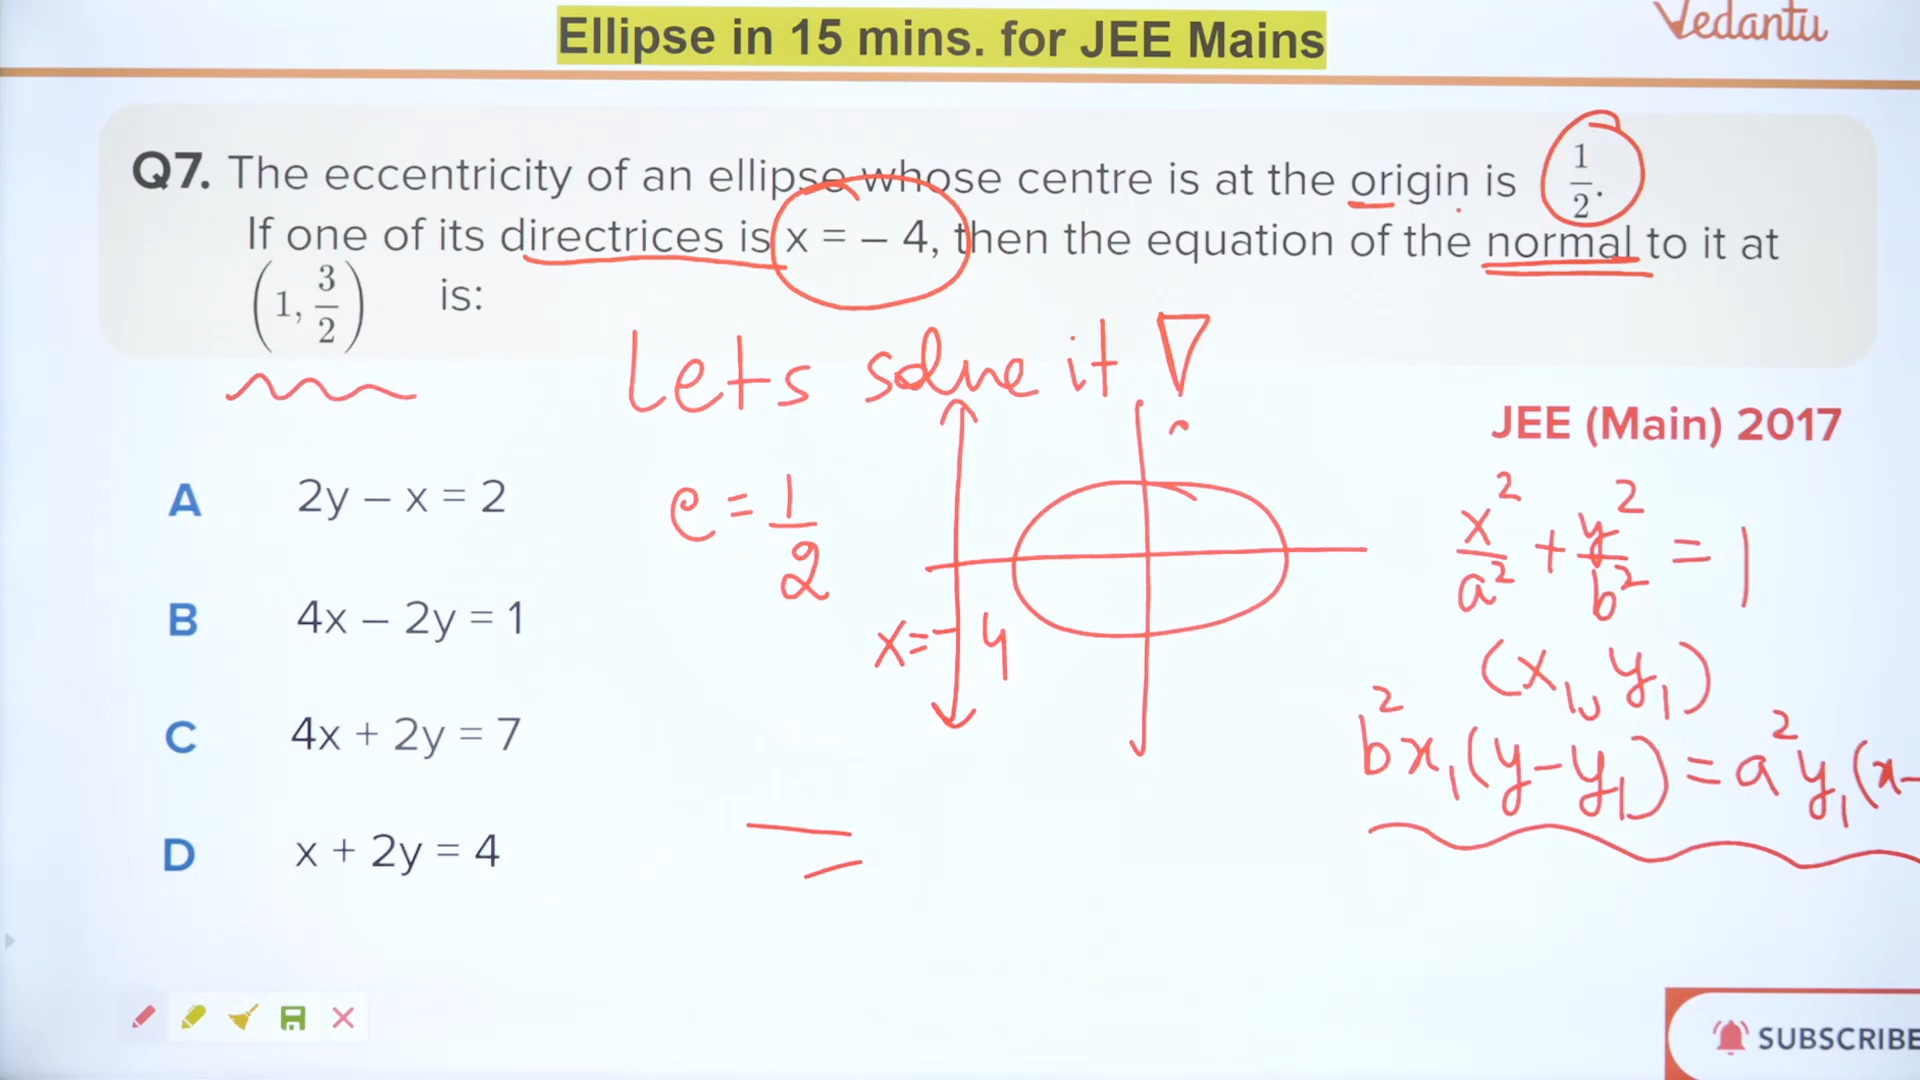 Ellipse in 15 mins. for JEE Mains
Vedantu
Q7. The eccentricity of an ellipse whose centre is at the origin is 1/2.
If one of its directrices is x = – 4, then the equation of the normal to it at
(1, 3/2) is:
Lets solve it !
JEE (Main) 2017
A 2y – x = 2
B 4x – 2y = 1
C 4x + 2y = 7
D x + 2y = 4
e = 1/2
x = -4
x²/a² + y²/b² = 1
(x₁, y₁)
b²x₁(y-y₁) = a²y₁(x-
SUBSCRIBE